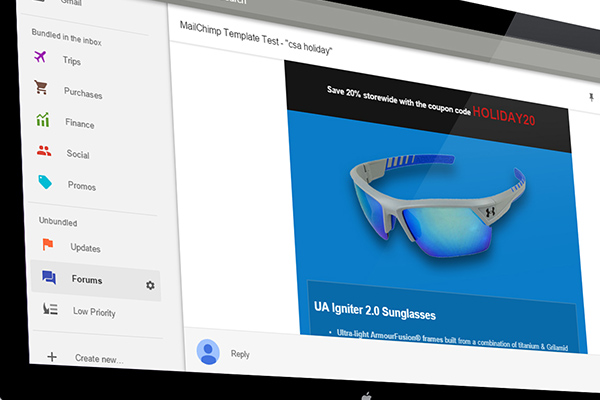 Gmail
Bundled in the inbox
Trips
Purchases
Finance
Social
Promos
Unbundled
Updates
Forums
Low Priority
Create new...
MailChimp Template Test - "csa holiday"
Save 20% storewide with the coupon code HOLIDAY20
UA Igniter 2.0 Sunglasses
Ultra-light ArmourFusion® frames built from a combination of titanium & Grilamid
Reply